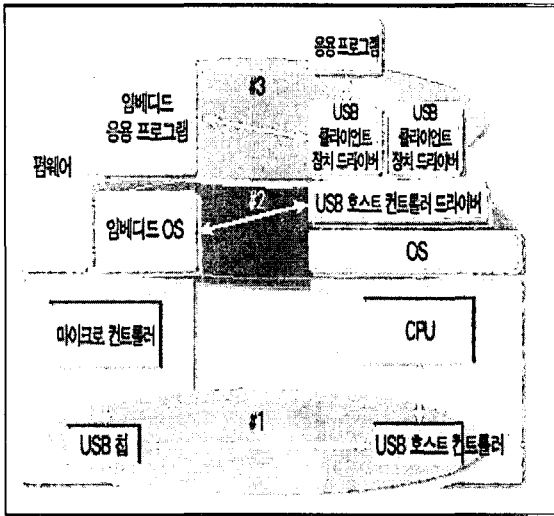 응용 프로그램
#3
임베디드
응용 프로그램
USB
클라이언트
장치 드라이버
USB
클라이언트
장치 드라이버
펌웨어
#2
USB 호스트 컨트롤러 드라이버
임베디드 OS
OS
마이크로 컨트롤러
CPU
#1
USB 칩
USB 호스트 컨트롤러